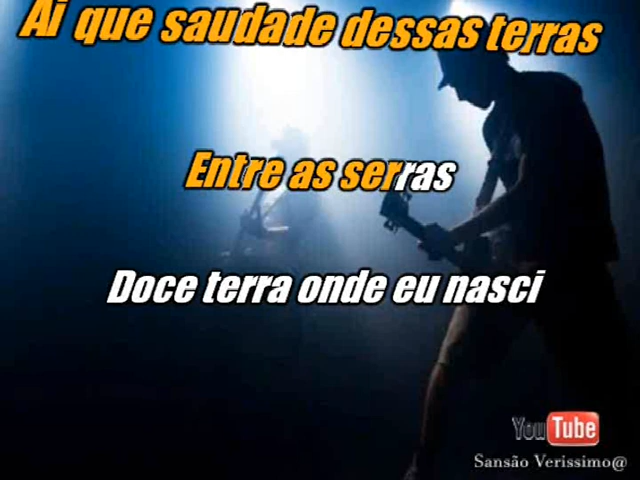 Ai que saudade dessas terras
Entre as serras
Doce terra onde eu nasci
YouTube
Sansão Verissimo@